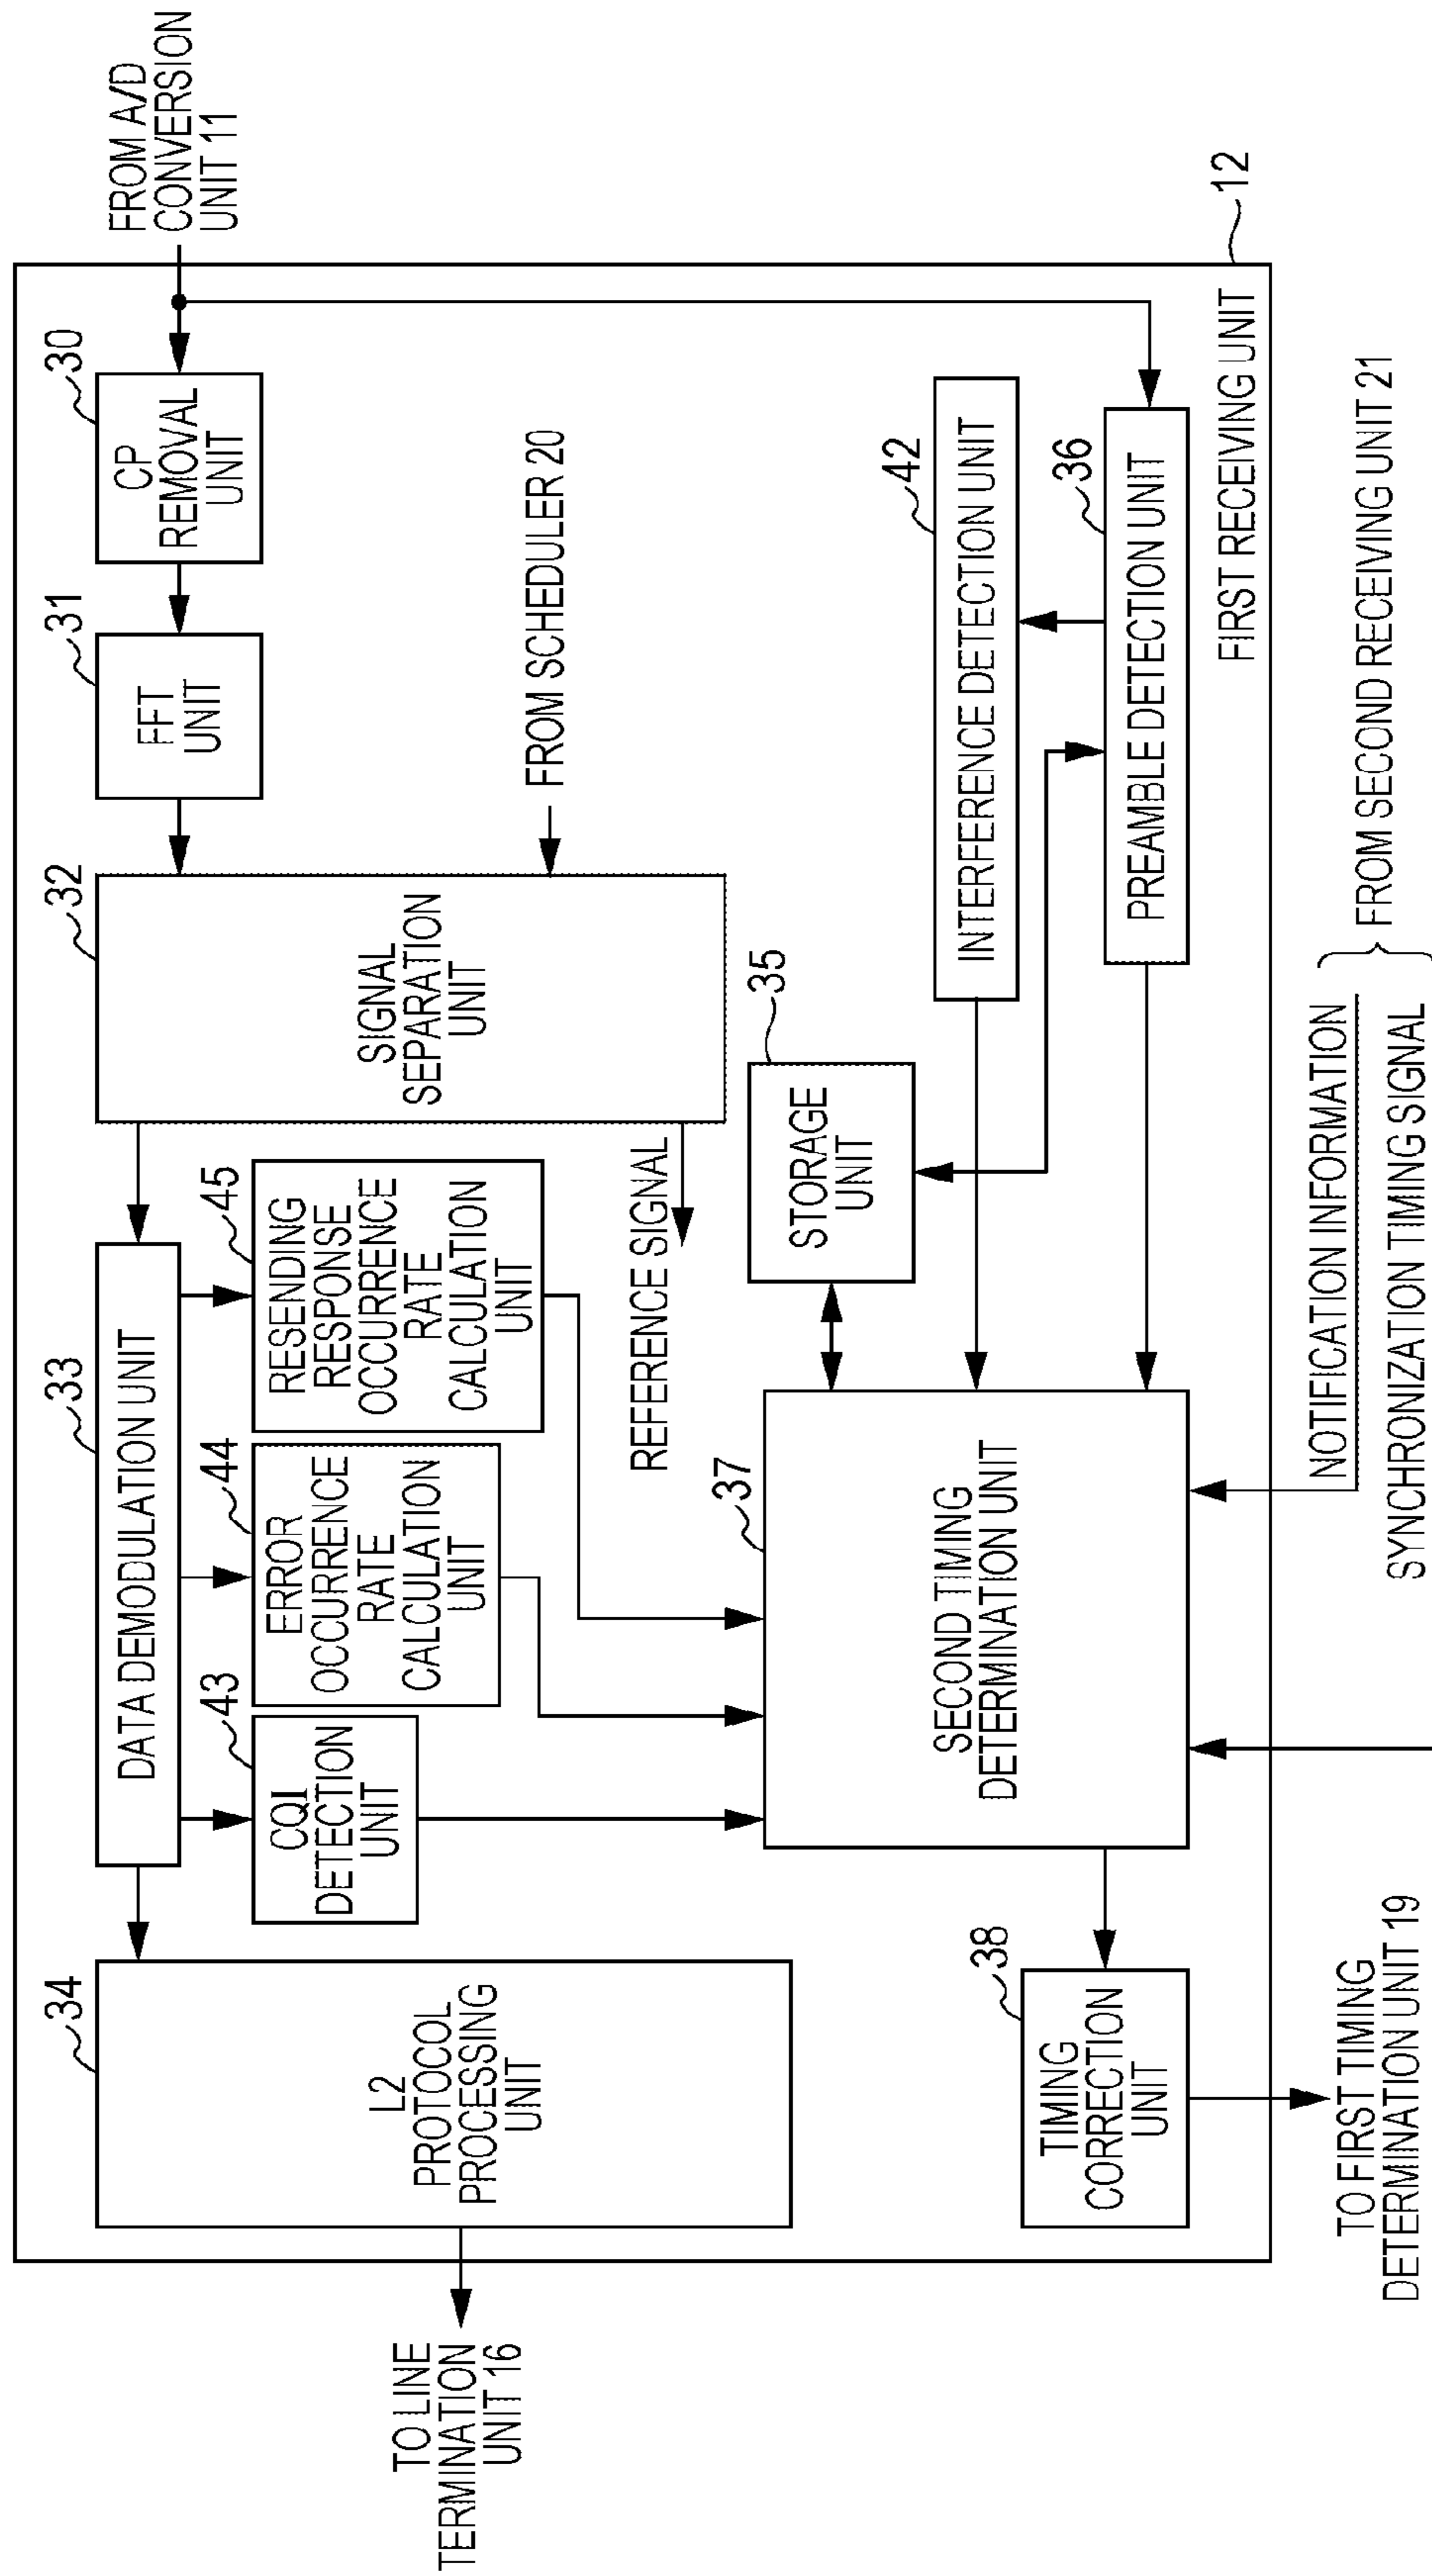 FROM A/D
CONVERSION
UNIT 11
30
CP
REMOVAL
UNIT
31
FFT
UNIT
32
SIGNAL
SEPARATION
UNIT
FROM SCHEDULER 20
33
DATA DEMODULATION UNIT
34
L2
PROTOCOL
PROCESSING
UNIT
TO LINE
TERMINATION
UNIT 16
43
CQI
DETECTION
UNIT
44
ERROR
OCCURRENCE
RATE
CALCULATION
UNIT
45
RESENDING
RESPONSE
OCCURRENCE
RATE
CALCULATION
UNIT
REFERENCE SIGNAL
35
STORAGE
UNIT
42
INTERFERENCE DETECTION UNIT
36
PREAMBLE DETECTION UNIT
37
SECOND TIMING
DETERMINATION UNIT
38
TIMING
CORRECTION
UNIT
FIRST RECEIVING UNIT
12
TO FIRST TIMING
DETERMINATION UNIT 19
NOTIFICATION INFORMATION
SYNCHRONIZATION TIMING SIGNAL
FROM SECOND RECEIVING UNIT 21